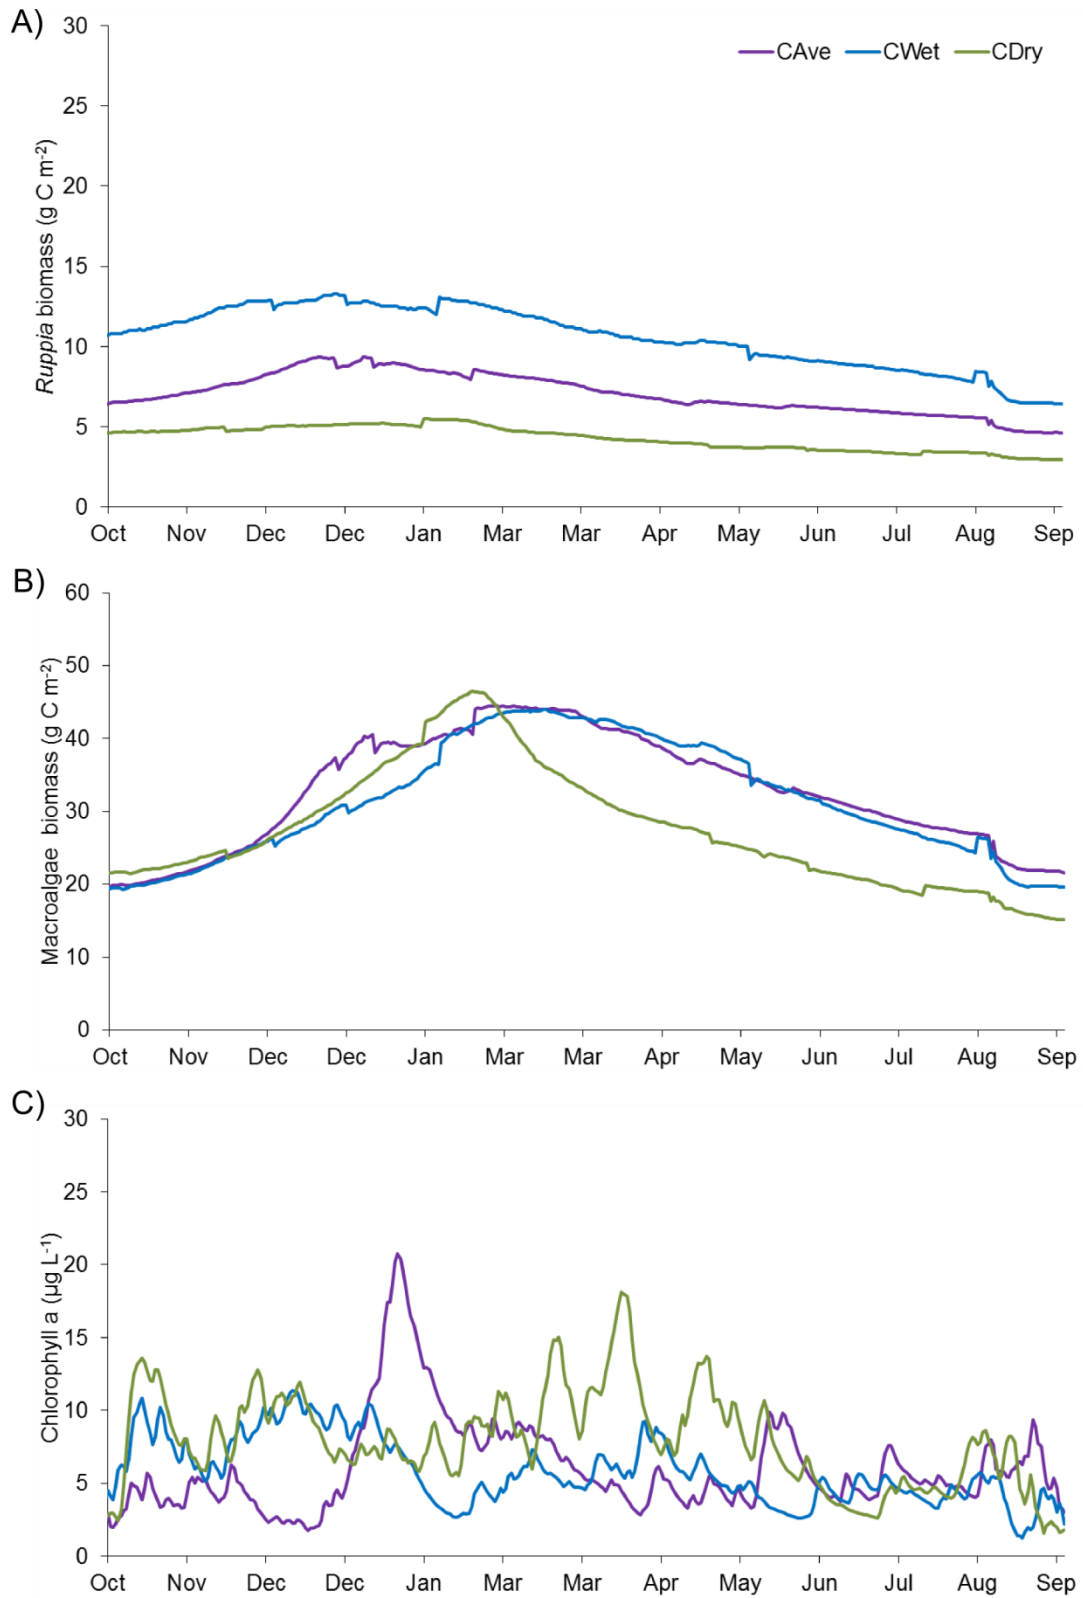 A)
CAve CWet CDry
Ruppia biomass (g C m-2)
30
25
20
15
10
5
0
Oct Nov Dec Dec Jan Mar Mar Apr May Jun Jul Aug Sep
B)
Macroalgae biomass (g C m-2)
60
50
40
30
20
10
0
Oct Nov Dec Dec Jan Mar Mar Apr May Jun Jul Aug Sep
C)
Chlorophyll a (µg L-1)
30
25
20
15
10
5
0
Oct Nov Dec Dec Jan Mar Mar Apr May Jun Jul Aug Sep